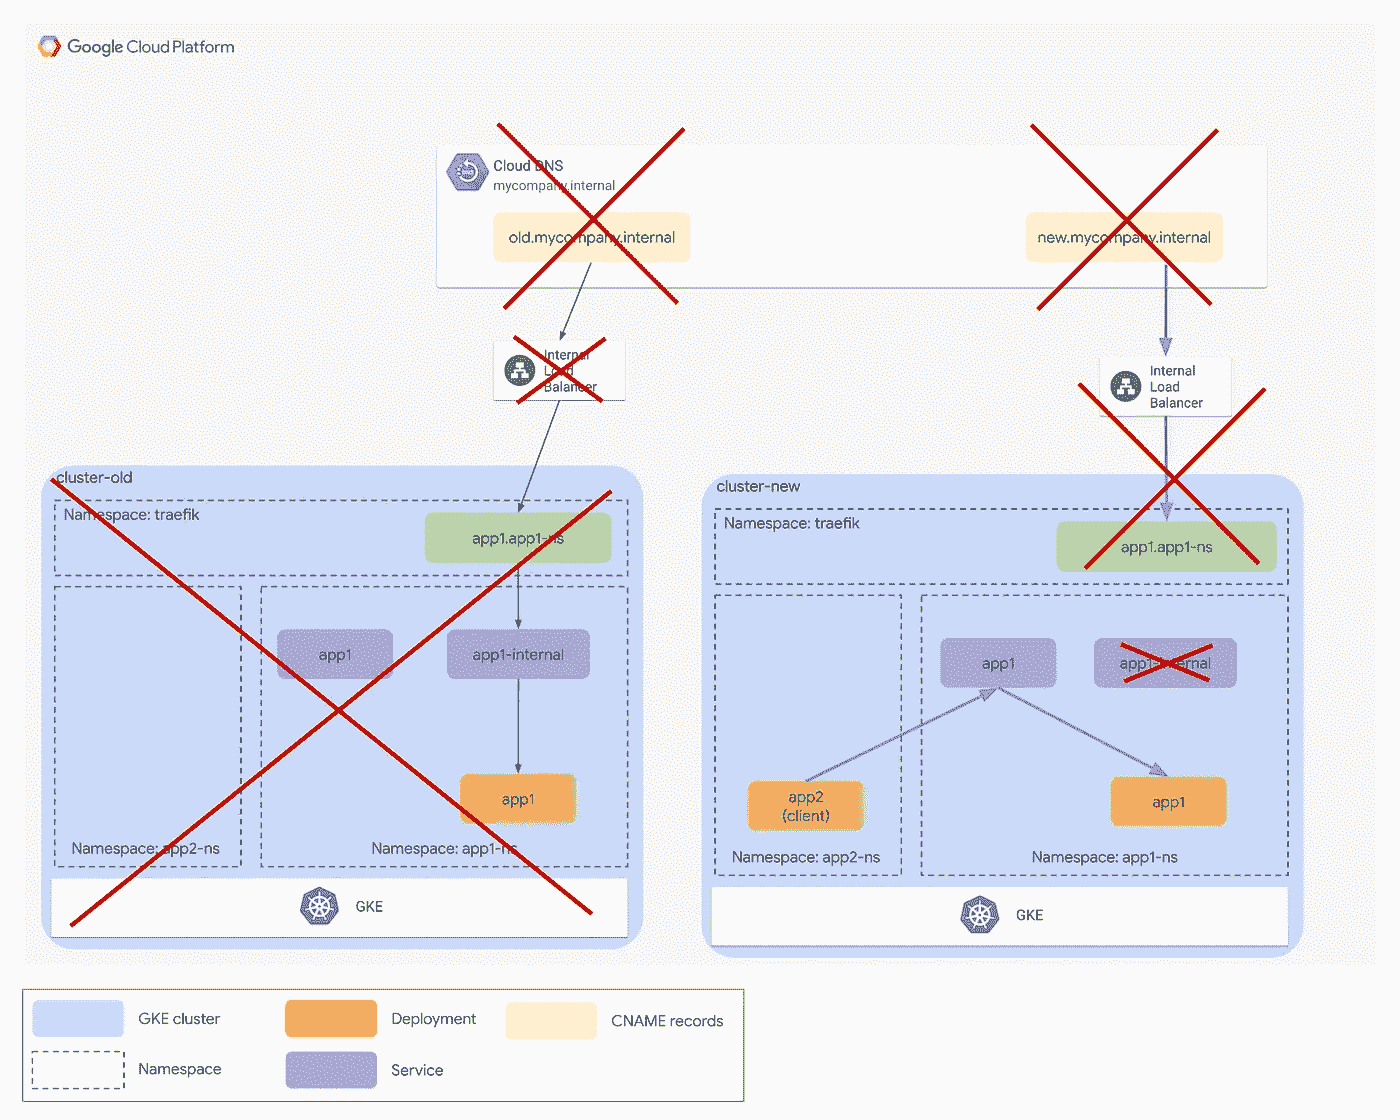 Google Cloud Platform
Cloud DNS
mycompany.internal
old.mycompany.internal
new.mycompany.internal
Internal
Load
Balancer
Internal
Load
Balancer
cluster-old
Namespace: traefik
app1.app1-ns
app1
app1-internal
app1
Namespace: app2-ns
Namespace: app1-ns
GKE
cluster-new
Namespace: traefik
app1.app1-ns
app1
app1-internal
app2
(client)
app1
Namespace: app2-ns
Namespace: app1-ns
GKE
GKE cluster
Deployment
CNAME records
Namespace
Service